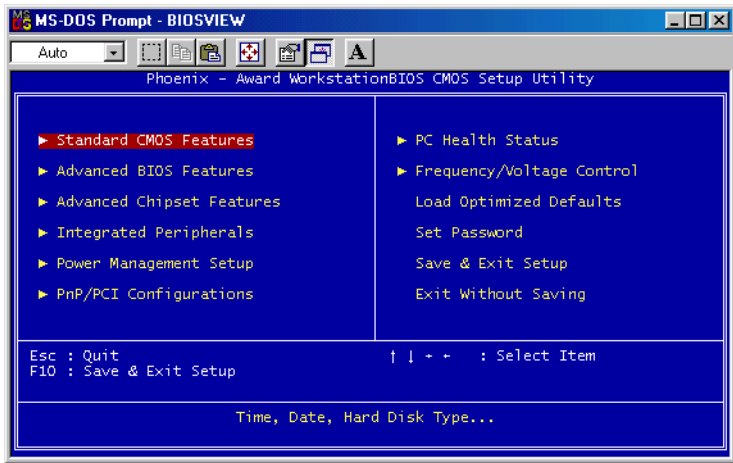 MS-DOS Prompt - BIOSVIEW
Auto
A
Phoenix - Award WorkstationBIOS CMOS Setup Utility
► Standard CMOS Features
► Advanced BIOS Features
► Advanced Chipset Features
► Integrated Peripherals
► Power Management Setup
► PnP/PCI Configurations
► PC Health Status
► Frequency/Voltage Control
Load Optimized Defaults
Set Password
Save & Exit Setup
Exit Without Saving
Esc : Quit
F10 : Save & Exit Setup
↑ ↓ ← ← : Select Item
Time, Date, Hard Disk Type...